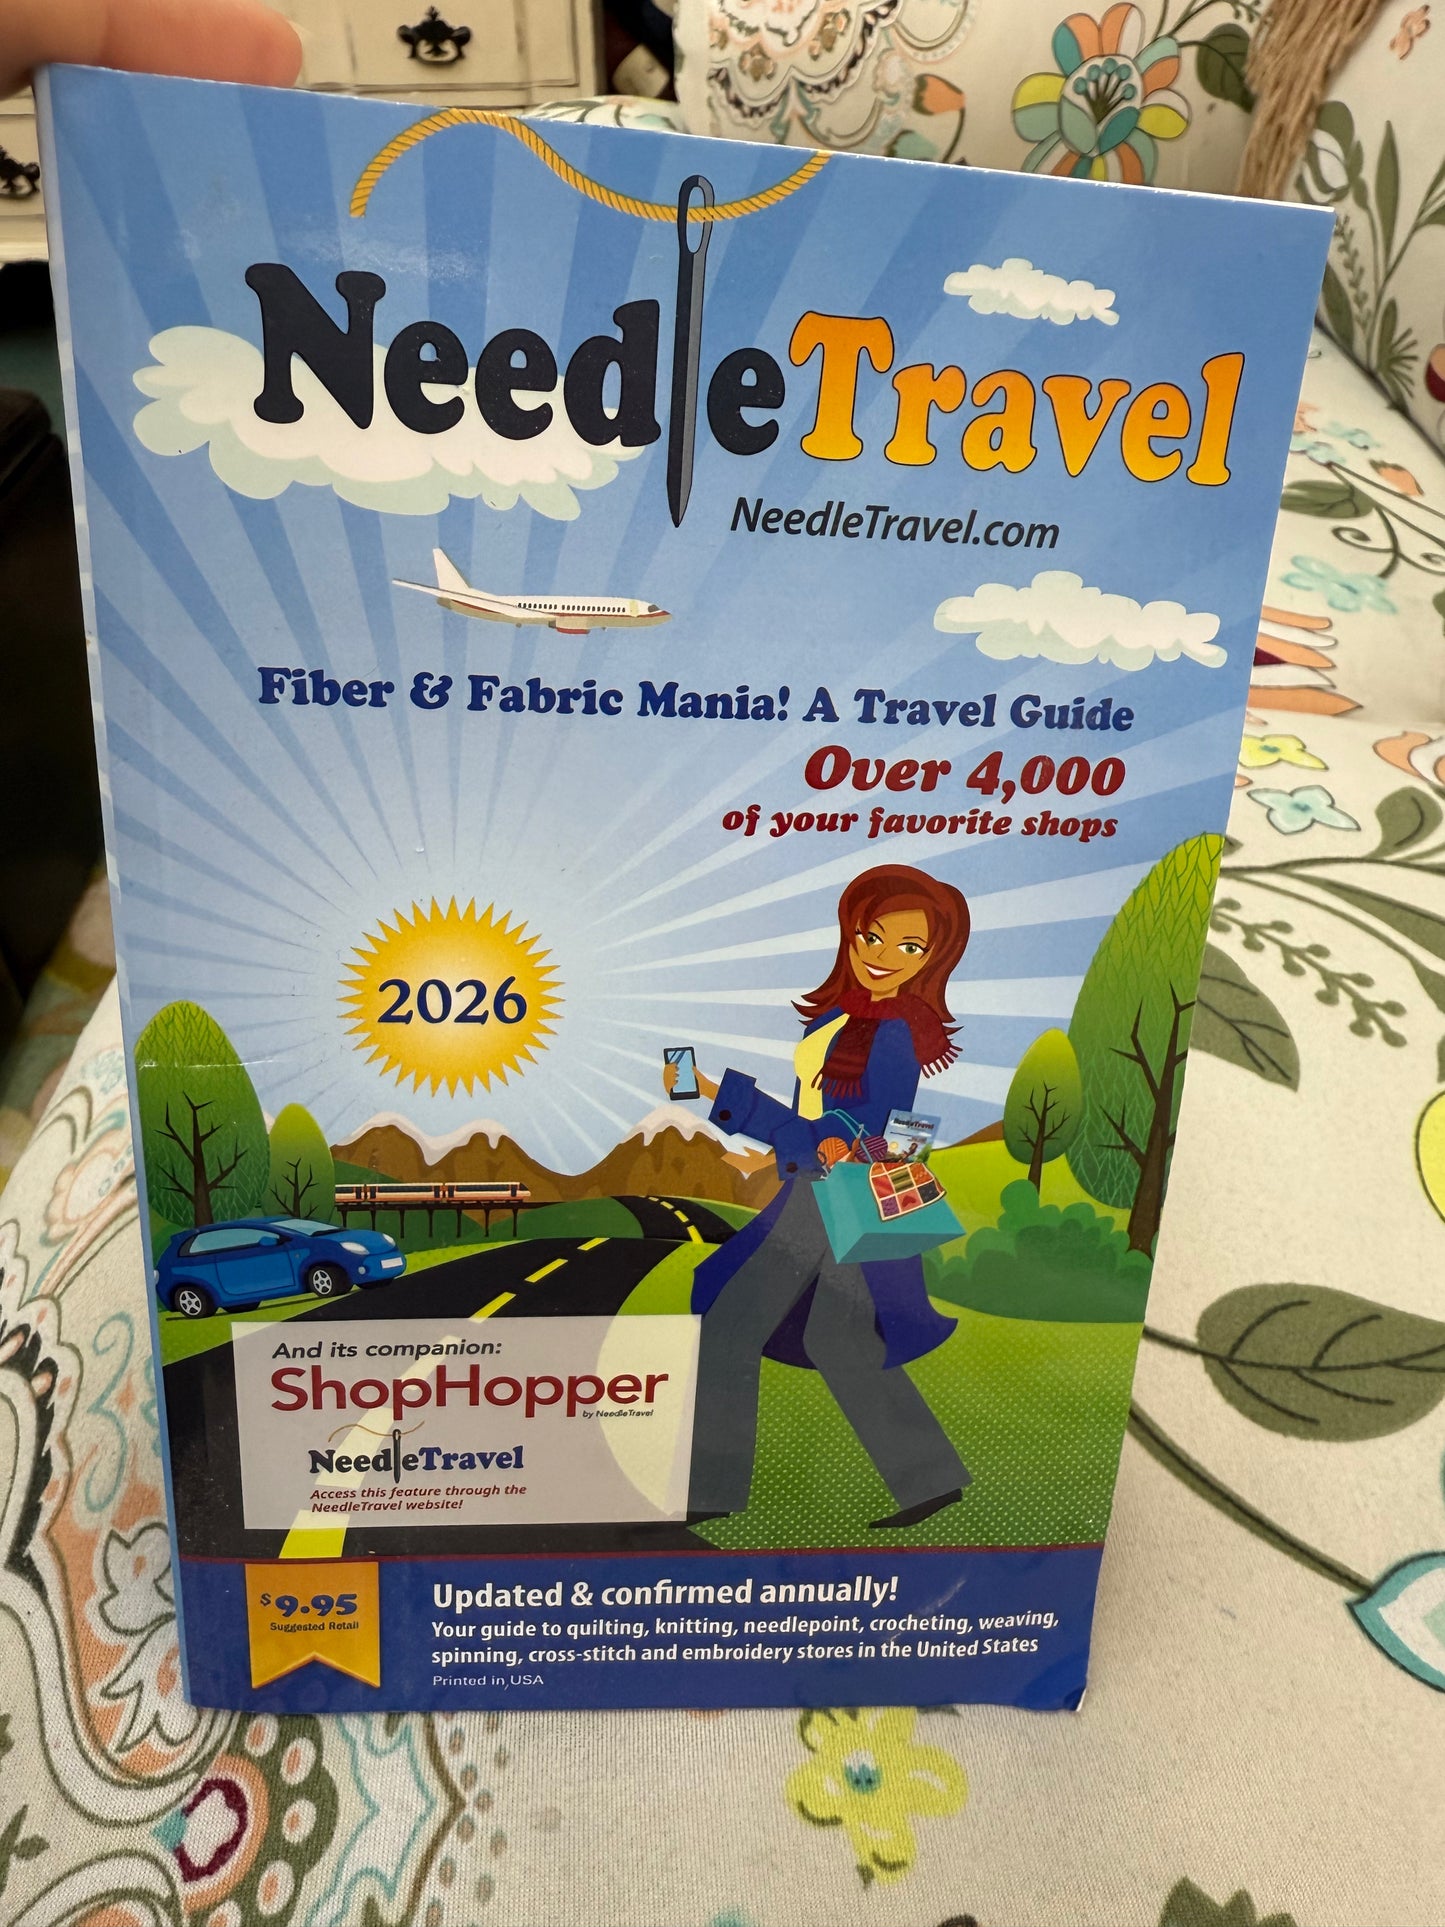 NeedleTravel
NeedleTravel.com
Fiber & Fabric Mania! A Travel Guide
Over 4,000
of your favorite shops
2026
NeedleTravel
And its companion:
ShopHopper
by NeedleTravel
NeedleTravel
Access this feature through the
NeedleTravel website!
$9.95
Suggested Retail
Updated & confirmed annually!
Your guide to quilting, knitting, needlepoint, crocheting, weaving,
spinning, cross-stitch and embroidery stores in the United States
Printed in USA